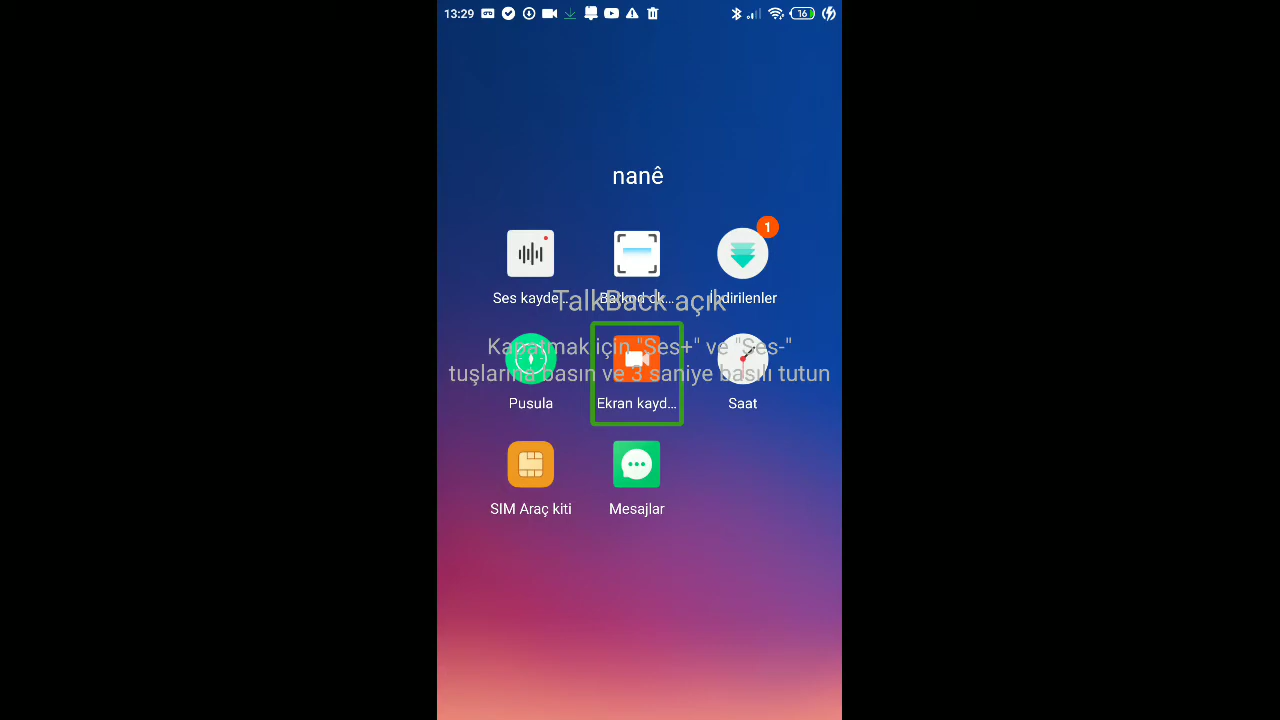 13:29
16
nanê
1
Ses kayde...
Barkod ok...
İndirilenler
TalkBack açık
Kapatmak için "Ses+" ve "Ses-"
tuşlarına basın ve 3 saniye basılı tutun
Pusula
Ekran kayd...
Saat
SIM Araç kiti
Mesajlar